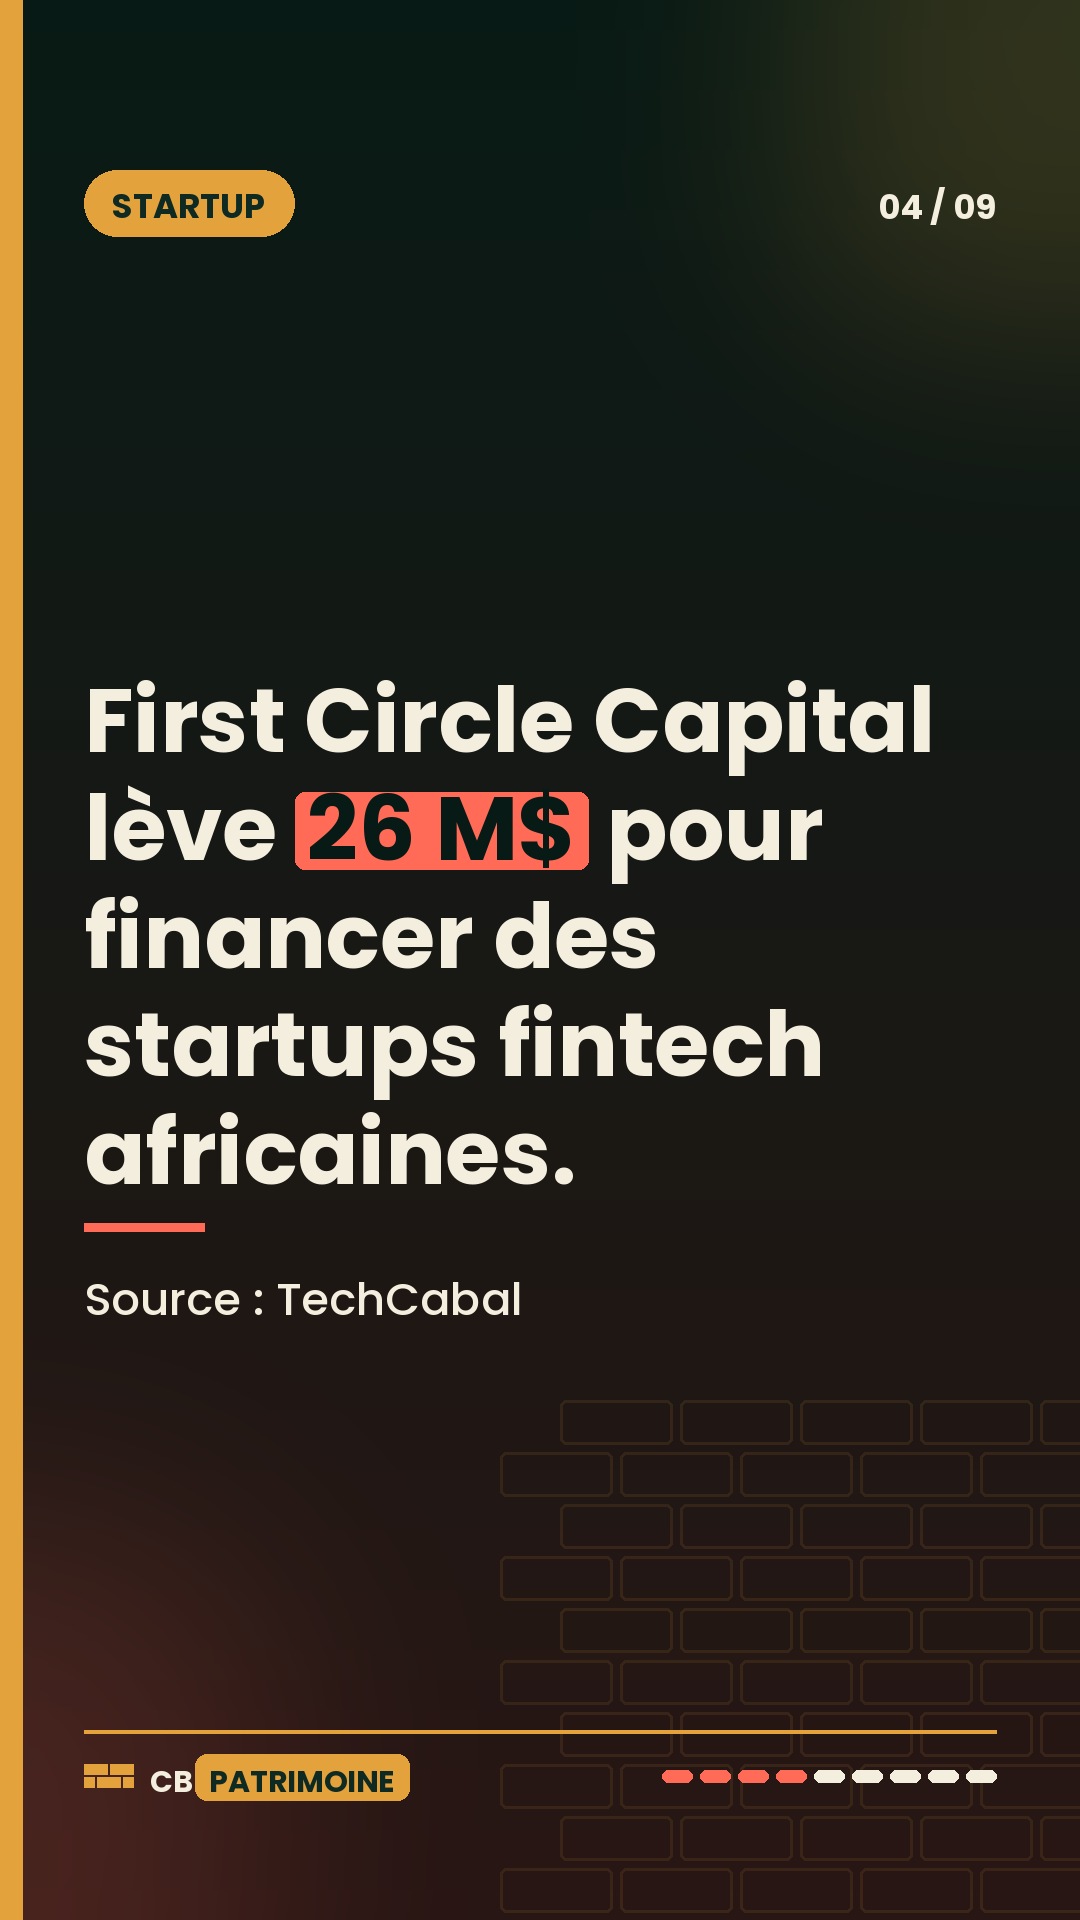 STARTUP
04 / 09
First Circle Capital
lève 26 M$ pour
financer des
startups fintech
africaines.
Source : TechCabal
CB PATRIMOINE